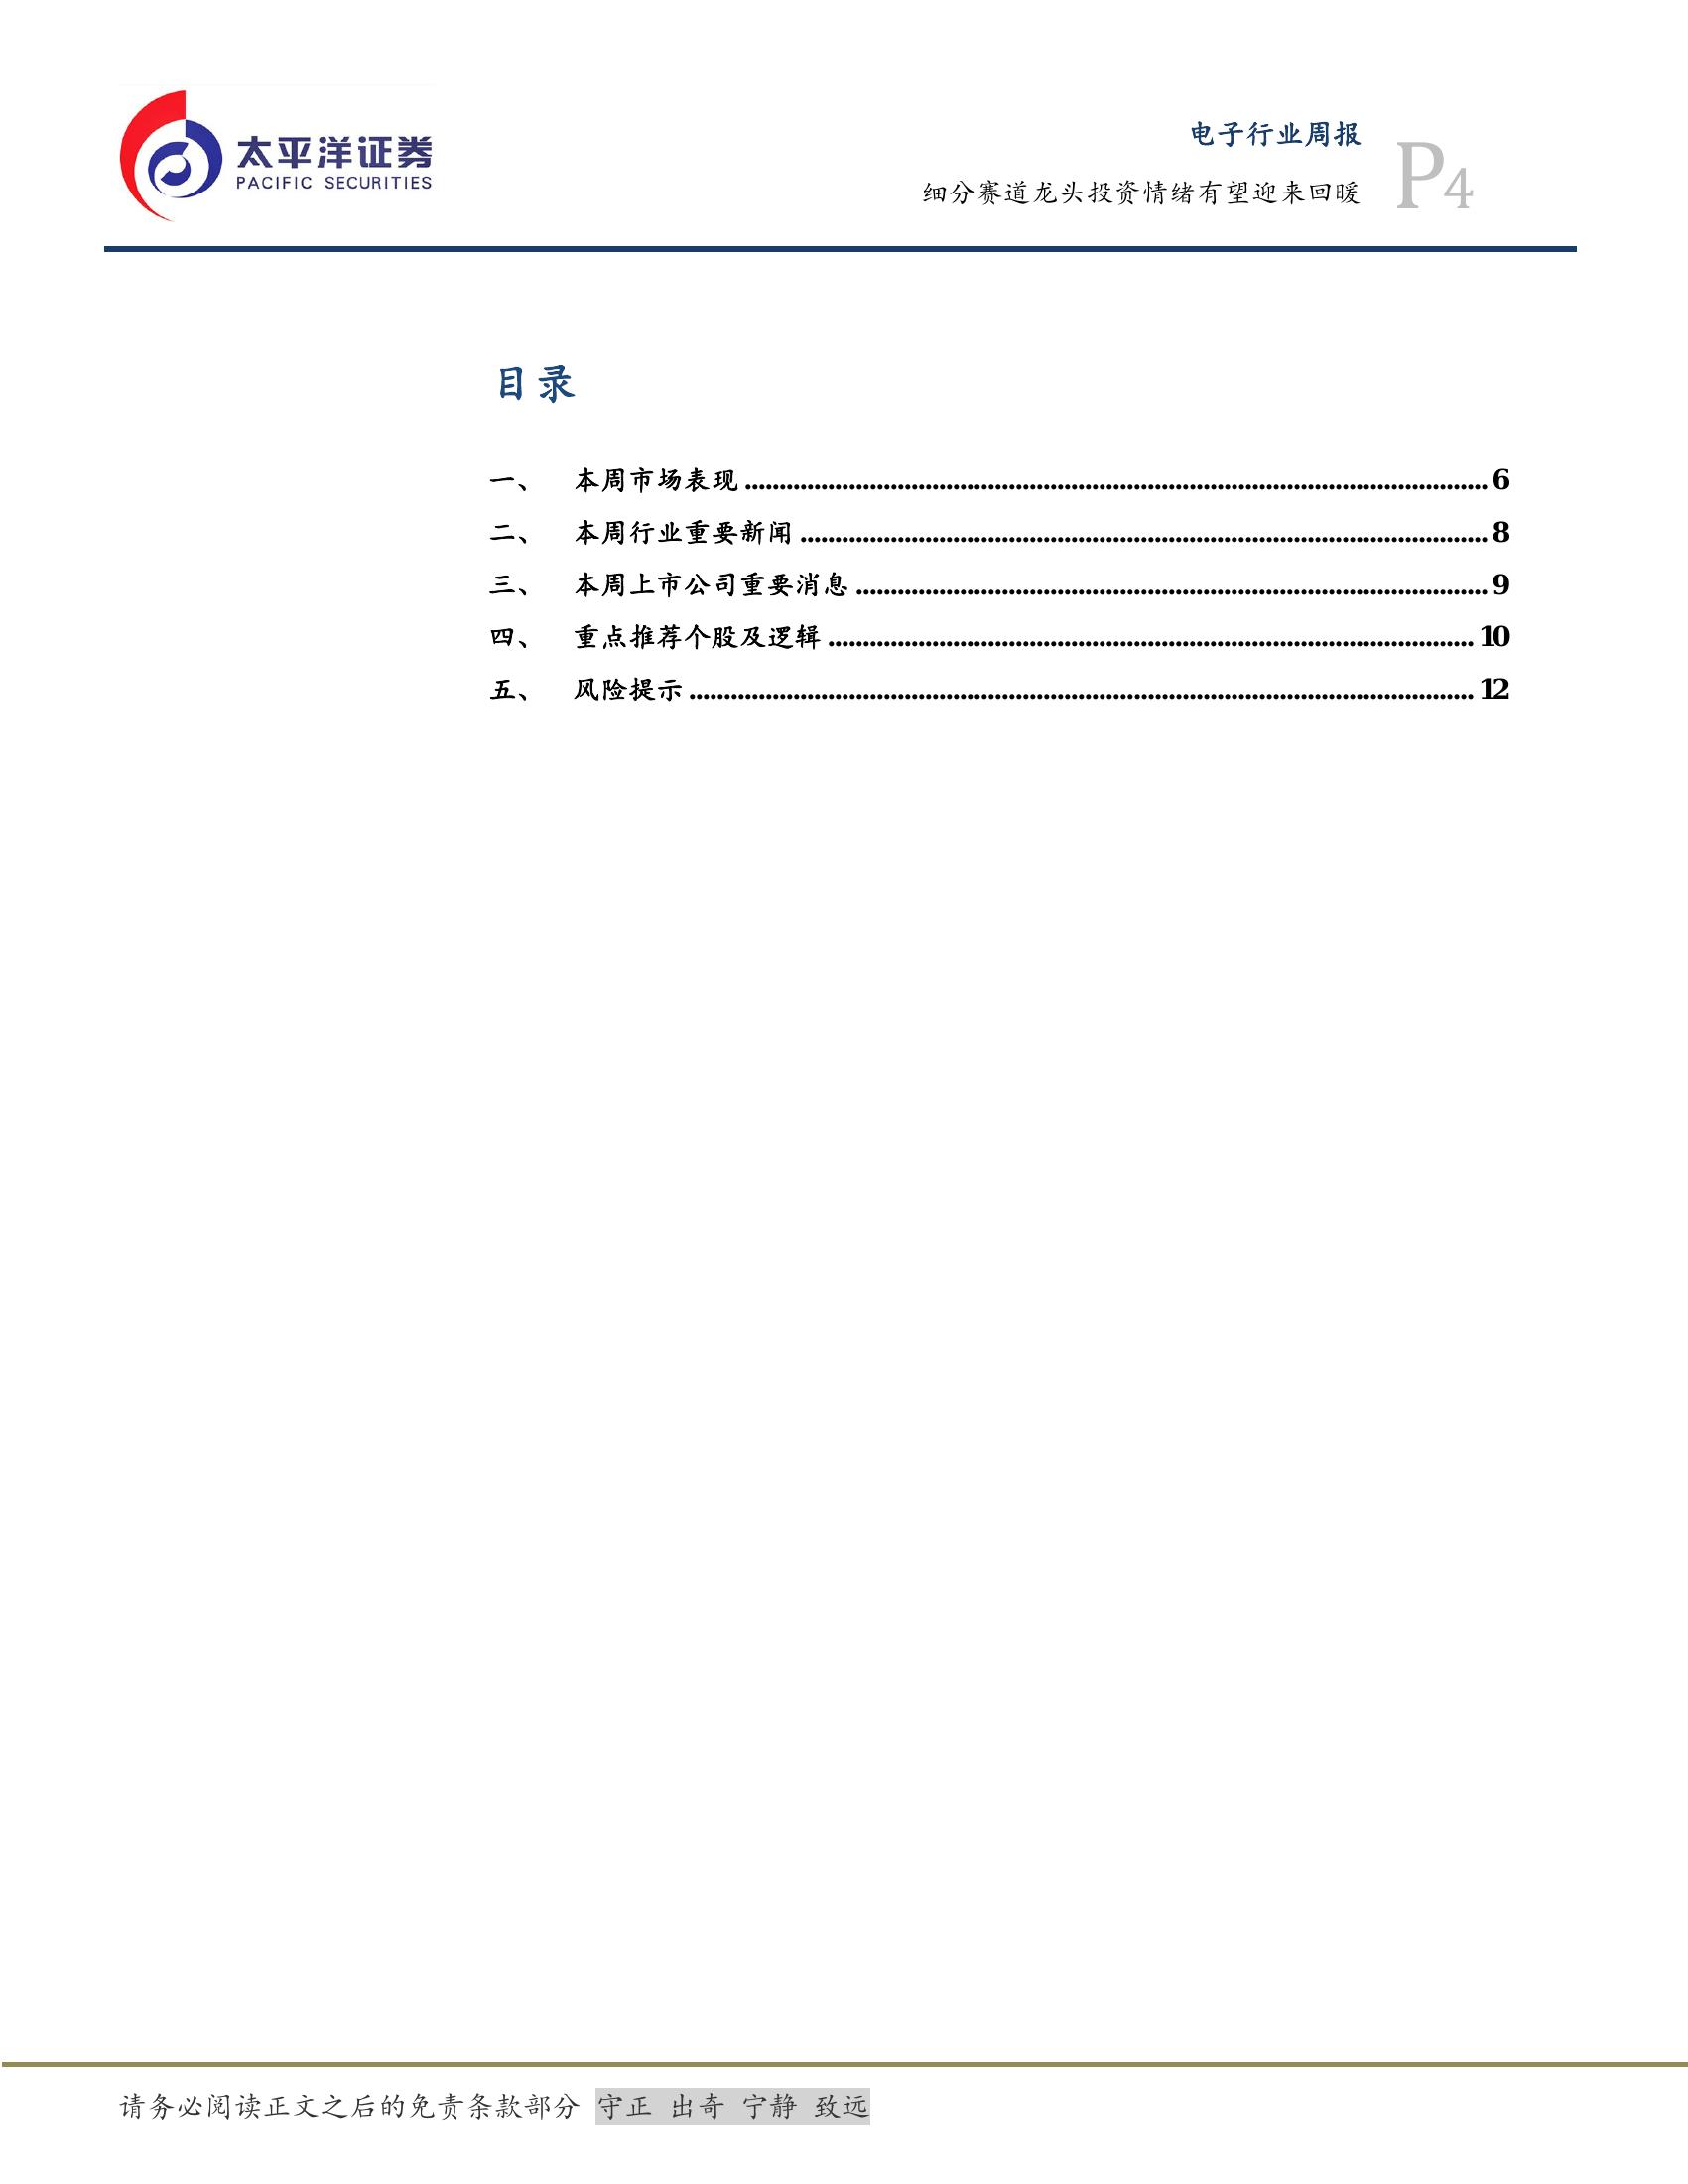 太平洋证券
PACIFIC SECURITIES
电子行业周报
细分赛道龙头投资情绪有望迎来回暖
P4
目录
一、 本周市场表现 ........ 6
二、 本周行业重要新闻 ........ 8
三、 本周上市公司重要消息 ........ 9
四、 重点推荐个股及逻辑 ........ 10
五、 风险提示 ........ 12
请务必阅读正文之后的免责条款部分 守正 出奇 宁静 致远